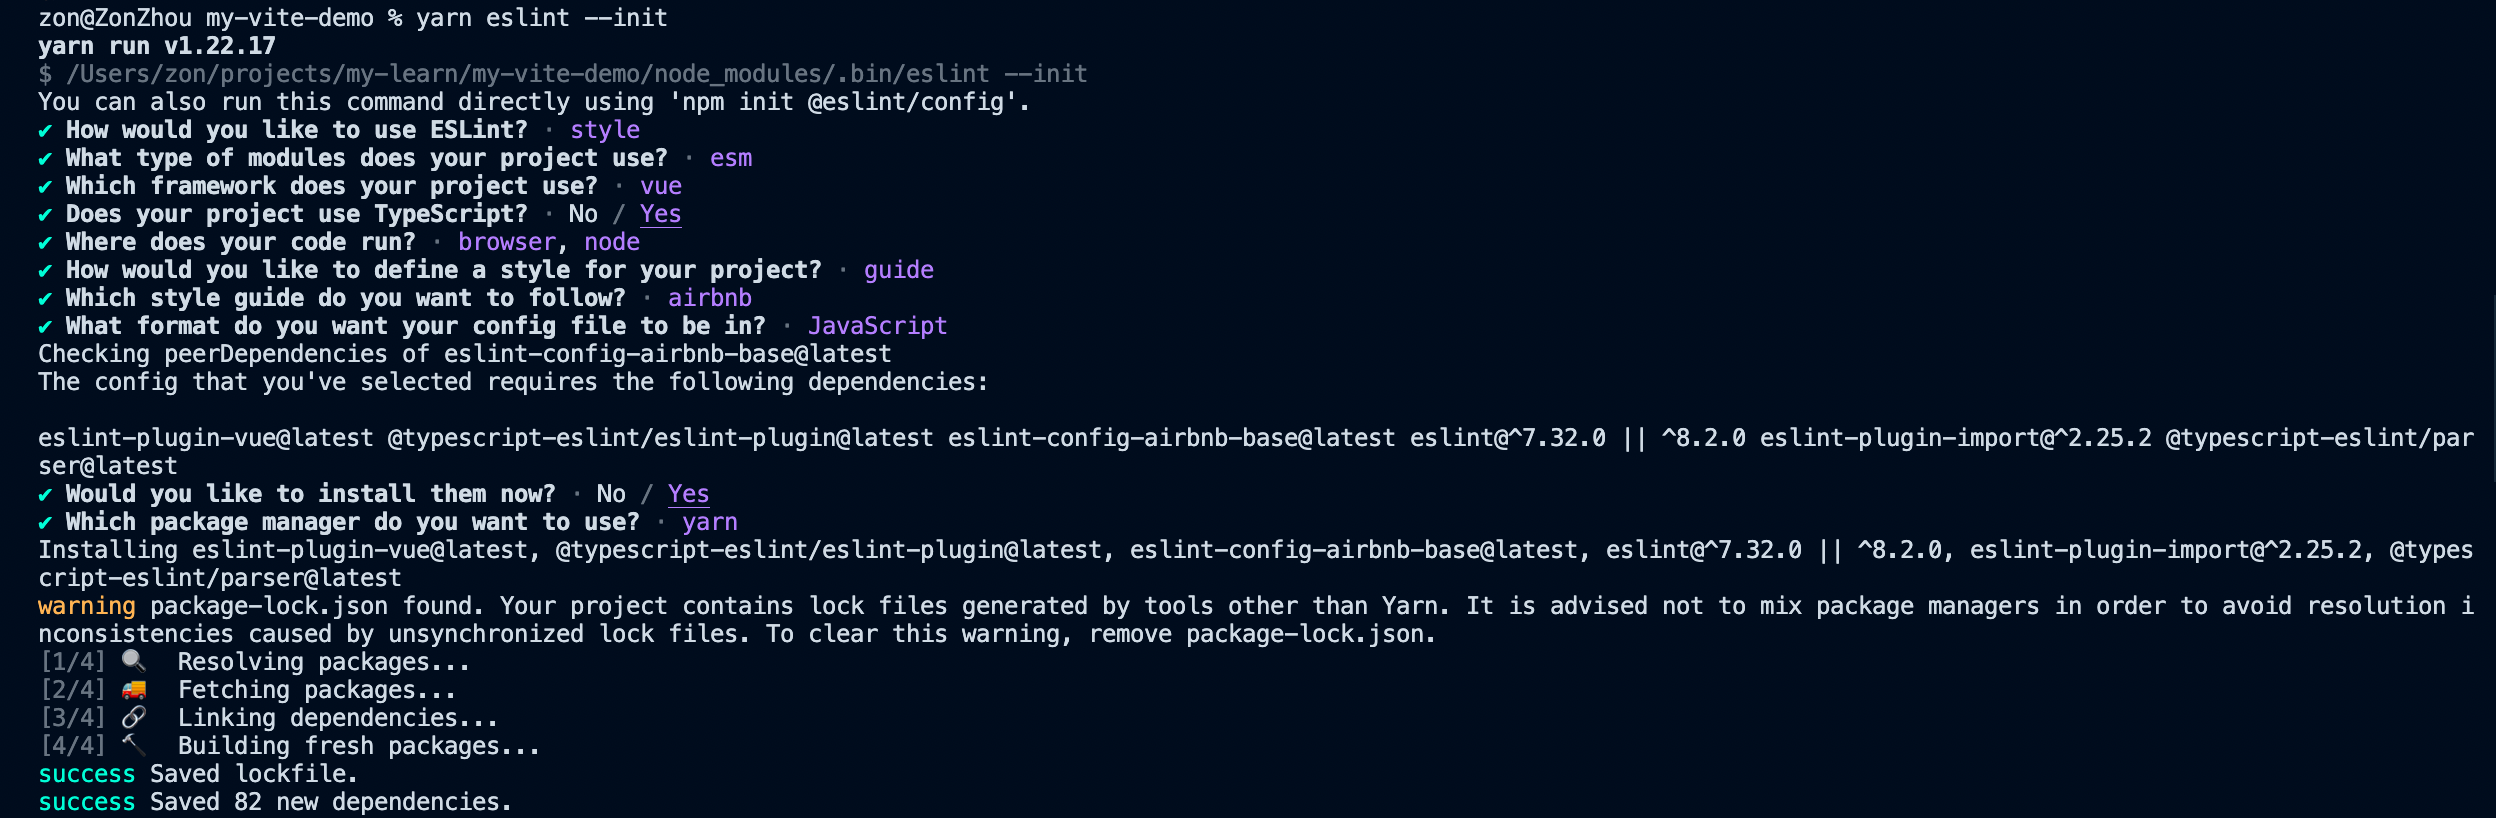 zon@ZonZhou my-vite-demo % yarn eslint --init
yarn run v1.22.17
$ /Users/zon/projects/my-learn/my-vite-demo/node_modules/.bin/eslint --init
You can also run this command directly using 'npm init @eslint/config'.
✔ How would you like to use ESLint? · style
✔ What type of modules does your project use? · esm
✔ Which framework does your project use? · vue
✔ Does your project use TypeScript? · No / Yes
✔ Where does your code run? · browser, node
✔ How would you like to define a style for your project? · guide
✔ Which style guide do you want to follow? · airbnb
✔ What format do you want your config file to be in? · JavaScript
Checking peerDependencies of eslint-config-airbnb-base@latest
The config that you've selected requires the following dependencies:

eslint-plugin-vue@latest @typescript-eslint/eslint-plugin@latest eslint-config-airbnb-base@latest eslint@^7.32.0 || ^8.2.0 eslint-plugin-import@^2.25.2 @typescript-eslint/par
ser@latest
✔ Would you like to install them now? · No / Yes
✔ Which package manager do you want to use? · yarn
Installing eslint-plugin-vue@latest, @typescript-eslint/eslint-plugin@latest, eslint-config-airbnb-base@latest, eslint@^7.32.0 || ^8.2.0, eslint-plugin-import@^2.25.2, @types
cript-eslint/parser@latest
warning package-lock.json found. Your project contains lock files generated by tools other than Yarn. It is advised not to mix package managers in order to avoid resolution i
nconsistencies caused by unsynchronized lock files. To clear this warning, remove package-lock.json.
[1/4] 🔍  Resolving packages...
[2/4] 🚚  Fetching packages...
[3/4] 🔗  Linking dependencies...
[4/4] 🔨  Building fresh packages...
success Saved lockfile.
success Saved 82 new dependencies.